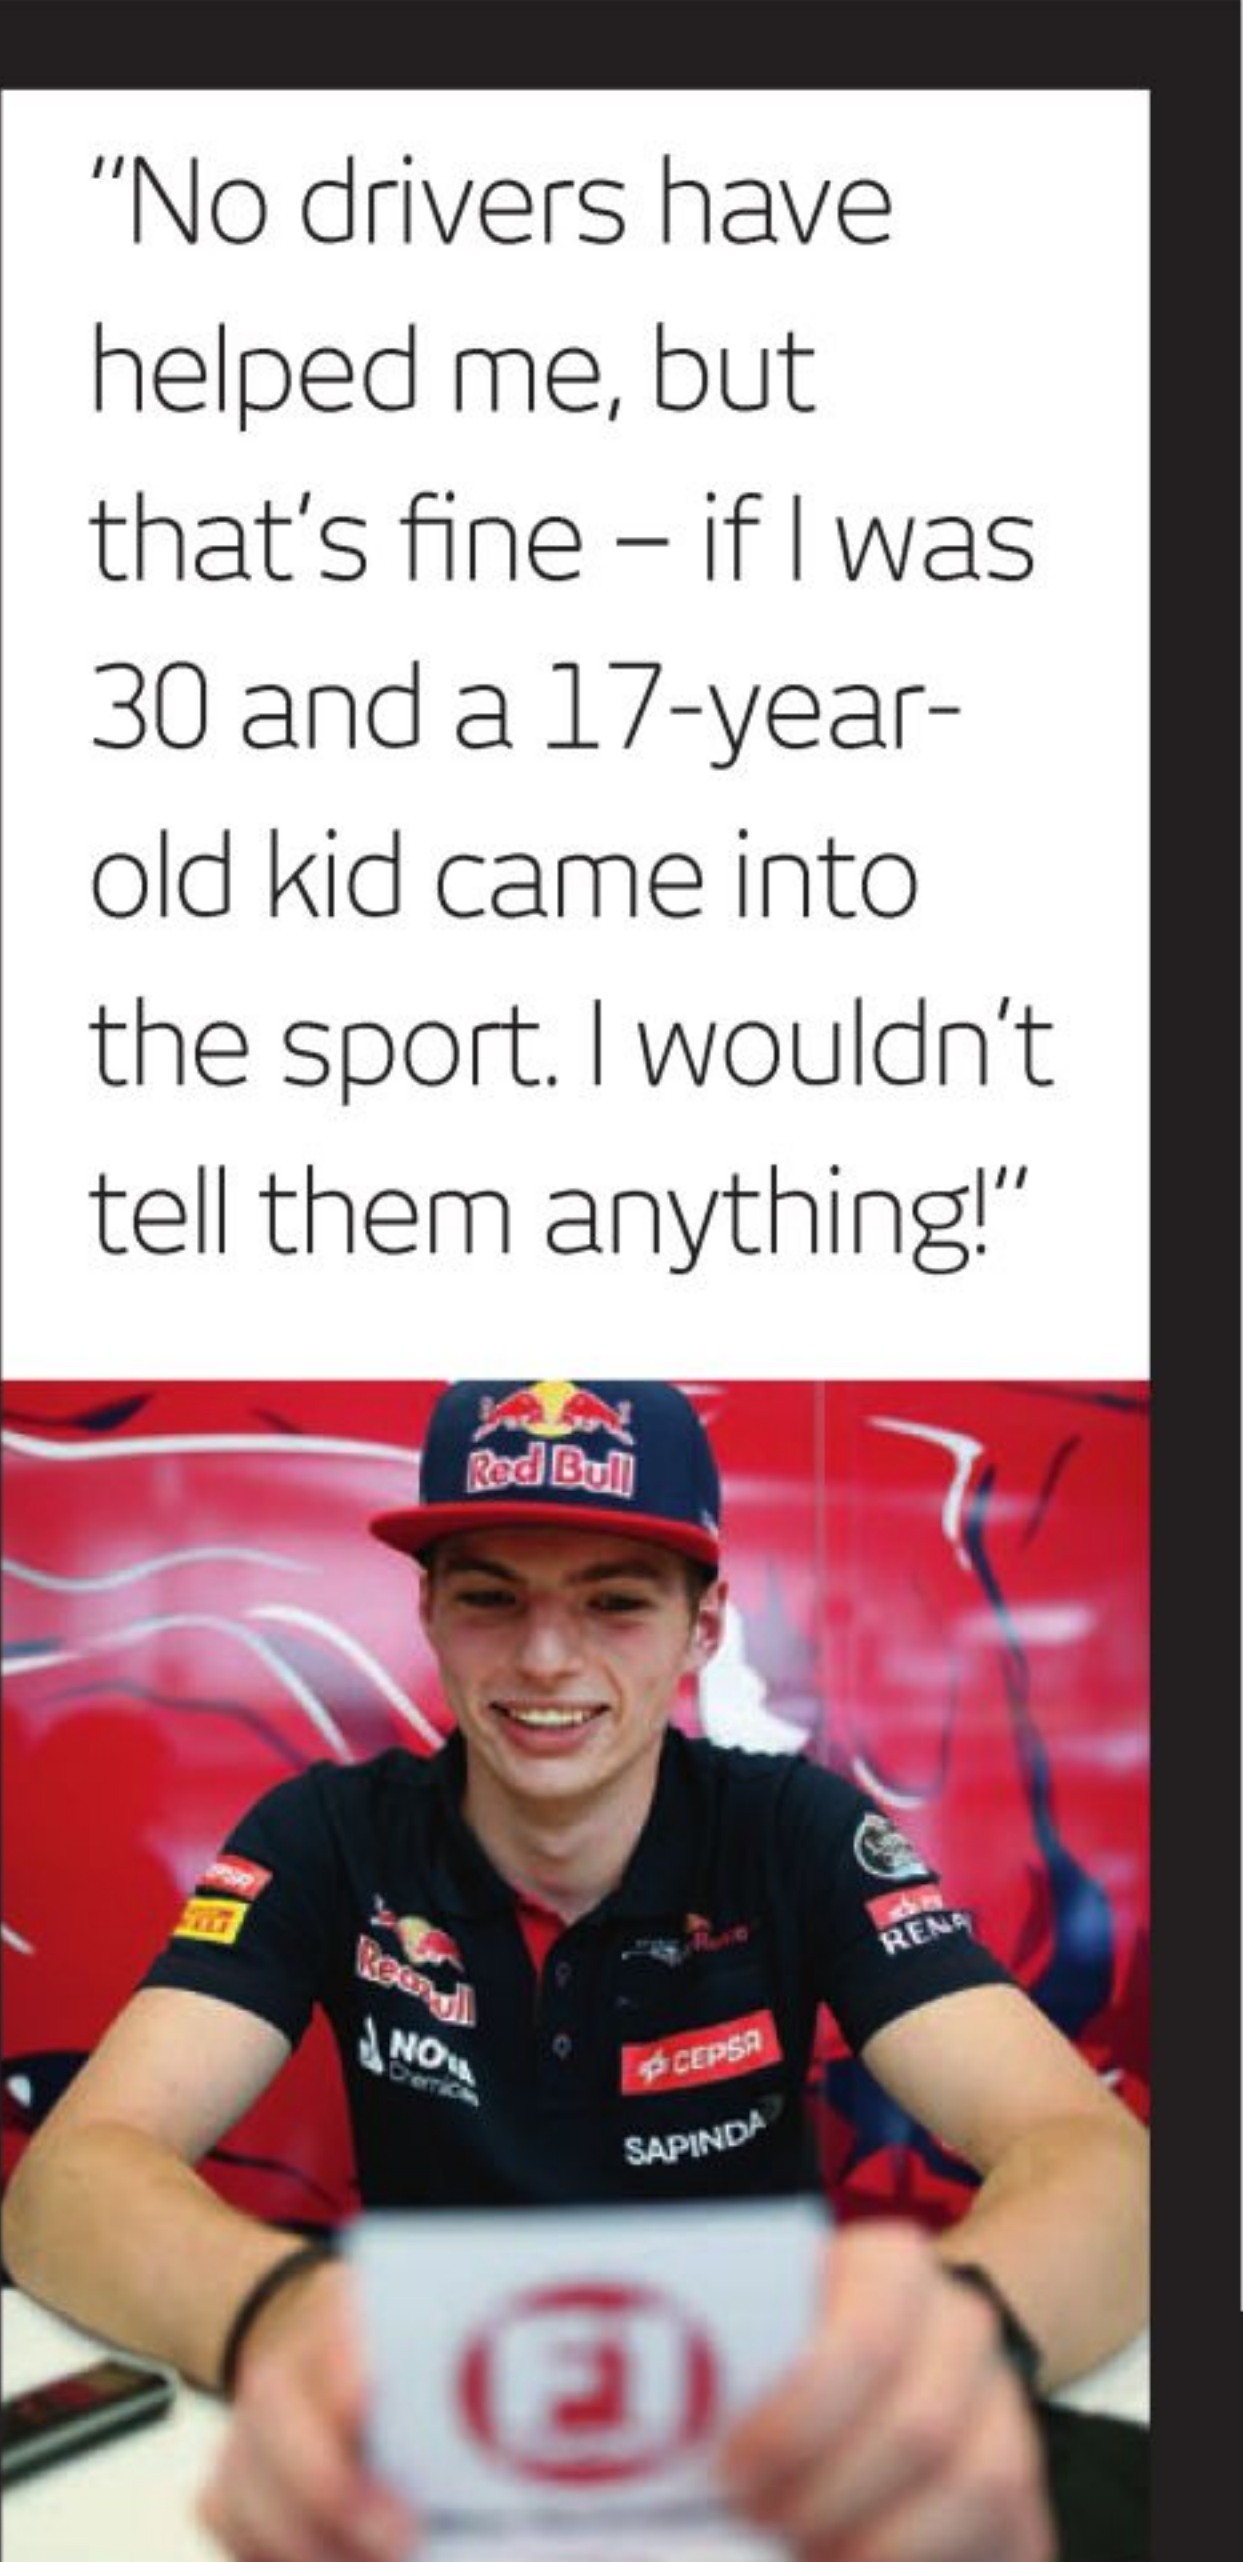 “No drivers have
helped me, but
that’s fine – if I was
30 and a 17-year-
old kid came into
the sport. I wouldn’t
tell them anything!”
Red Bull
CEPSA
SAPINDA